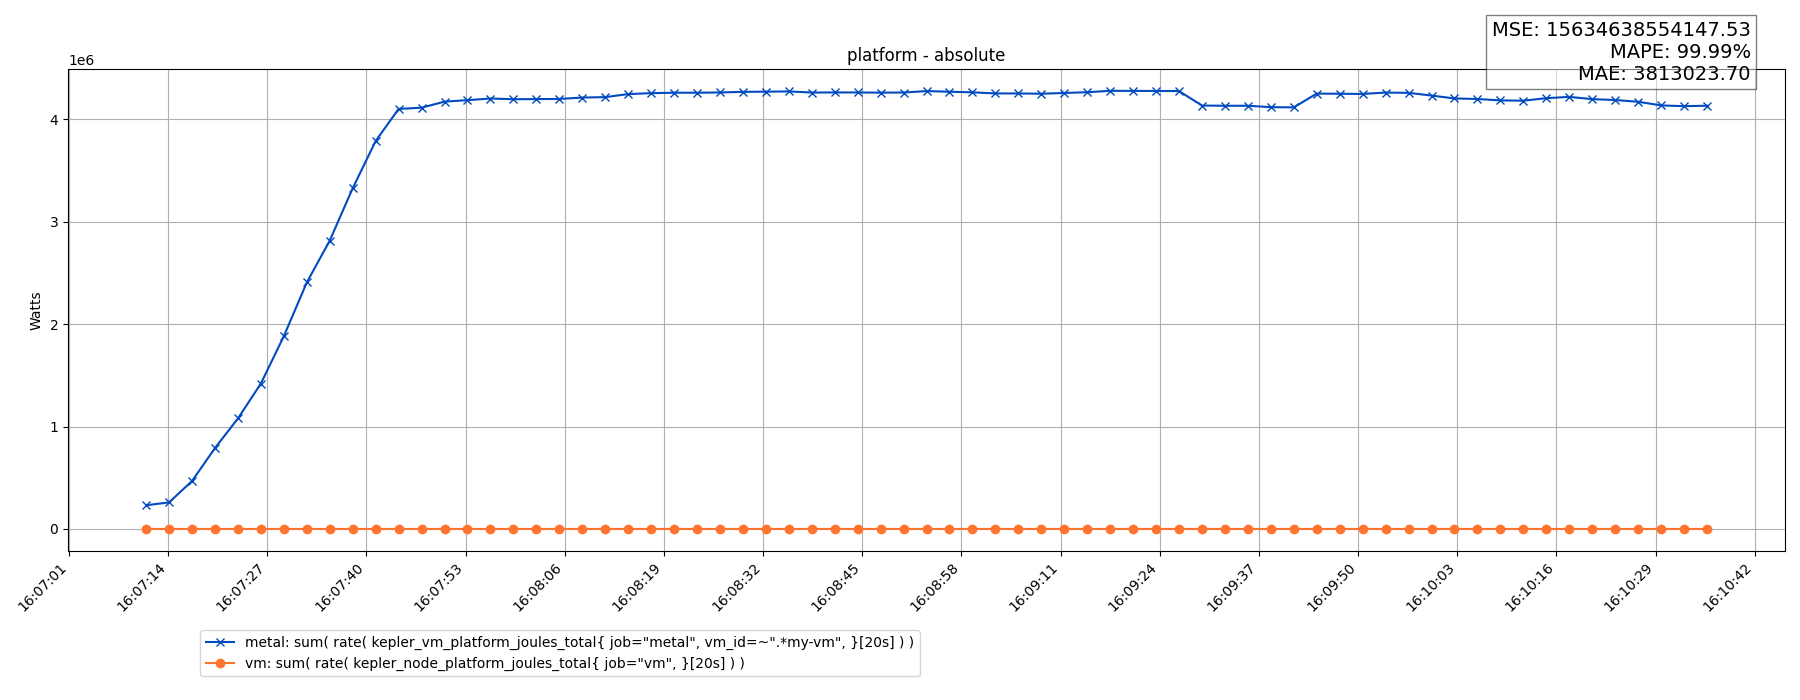 MSE: 15634638554147.53
MAPE: 99.99%
MAE: 3813023.70
platform - absolute
1e6
Watts
4
3
2
1
0
16:07:01
16:07:14
16:07:27
16:07:40
16:07:53
16:08:06
16:08:19
16:08:32
16:08:45
16:08:58
16:09:11
16:09:24
16:09:37
16:09:50
16:10:03
16:10:16
16:10:29
16:10:42
metal: sum( rate( kepler_vm_platform_joules_total{ job="metal", vm_id=~".*my-vm", }[20s] ) )
vm: sum( rate( kepler_node_platform_joules_total{ job="vm", }[20s] ) )